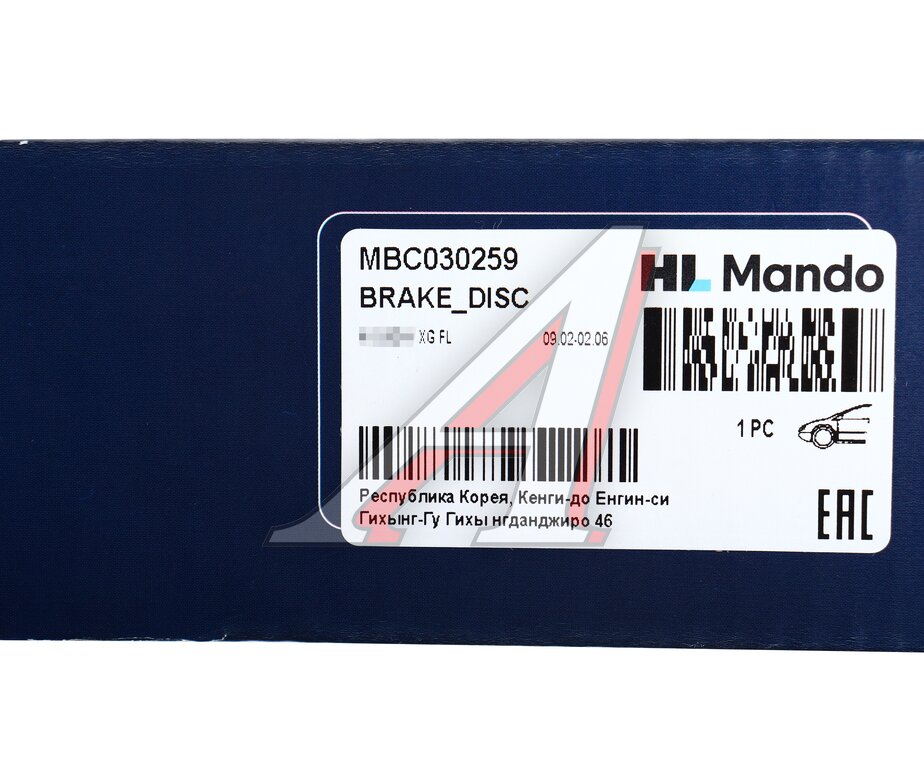 MBC030259
BRAKE_DISC
XG FL 09.02-02.06
HL Mando
1 PC
Республика Корея, Кенги-до Енгин-си
Гихынг-Гу Гихы нгданджиро 46
EAC